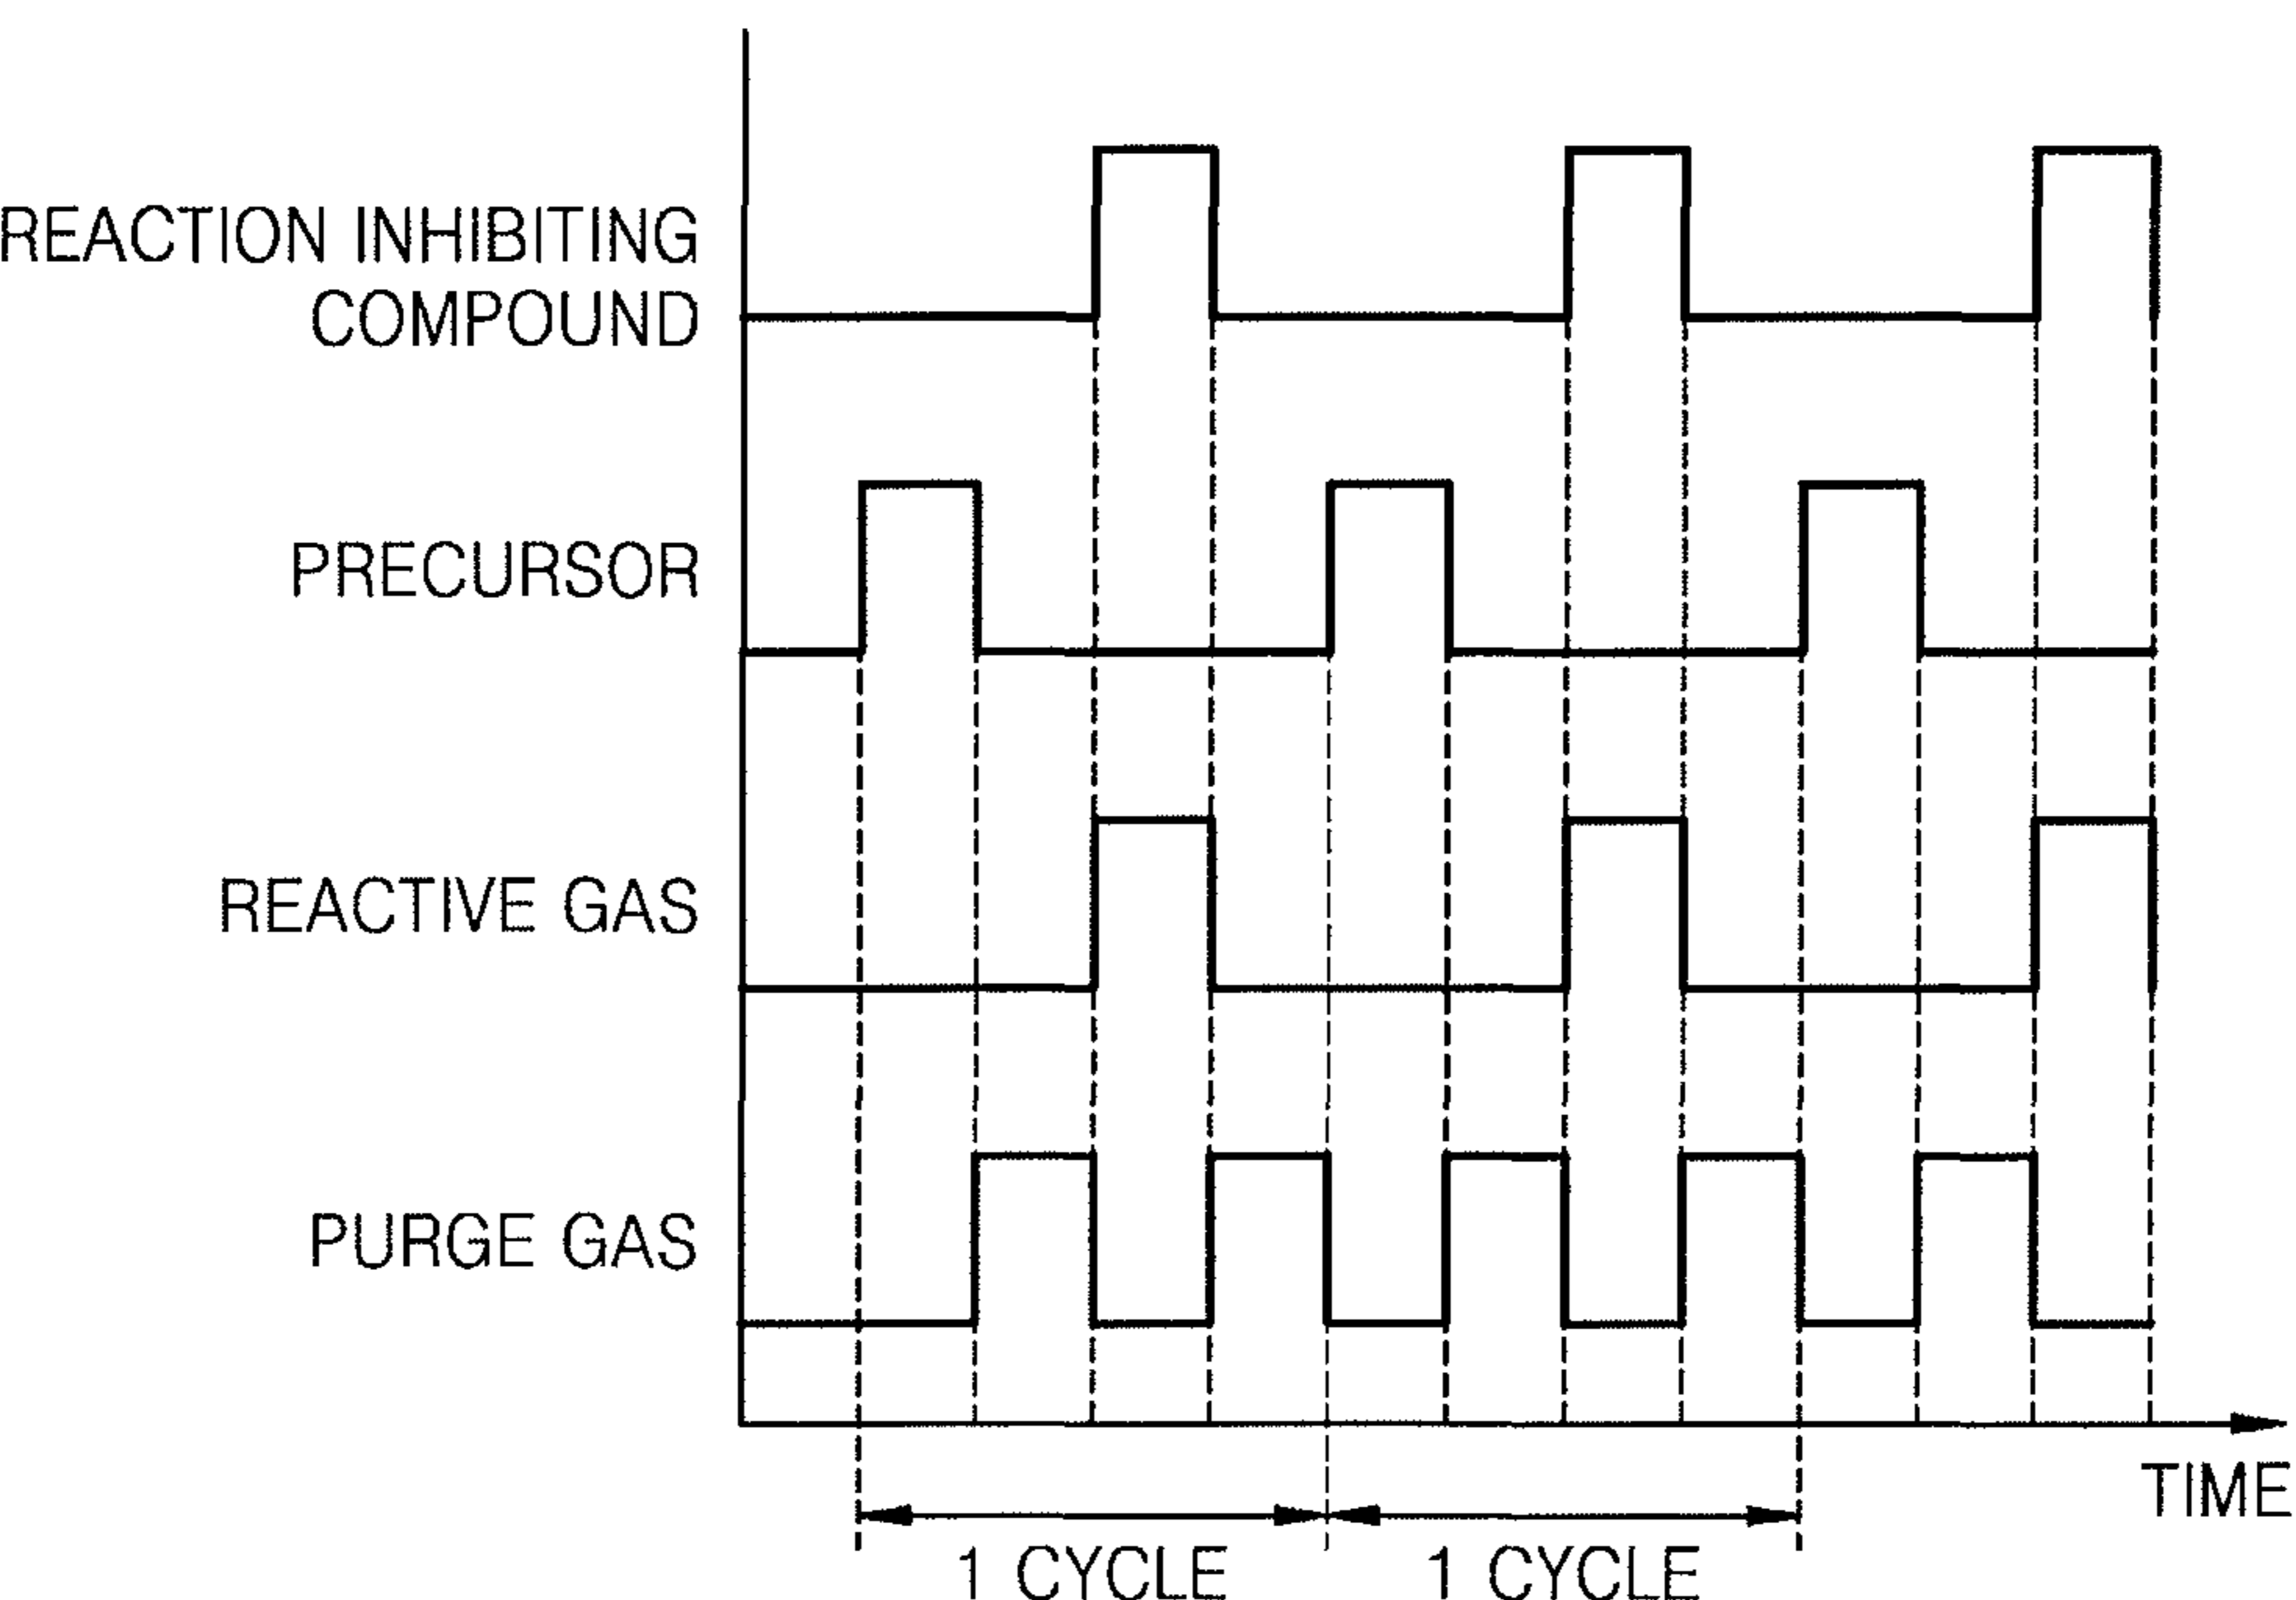 REACTION INHIBITING
COMPOUND
PRECURSOR
REACTIVE GAS
PURGE GAS
TIME
1 CYCLE 1 CYCLE